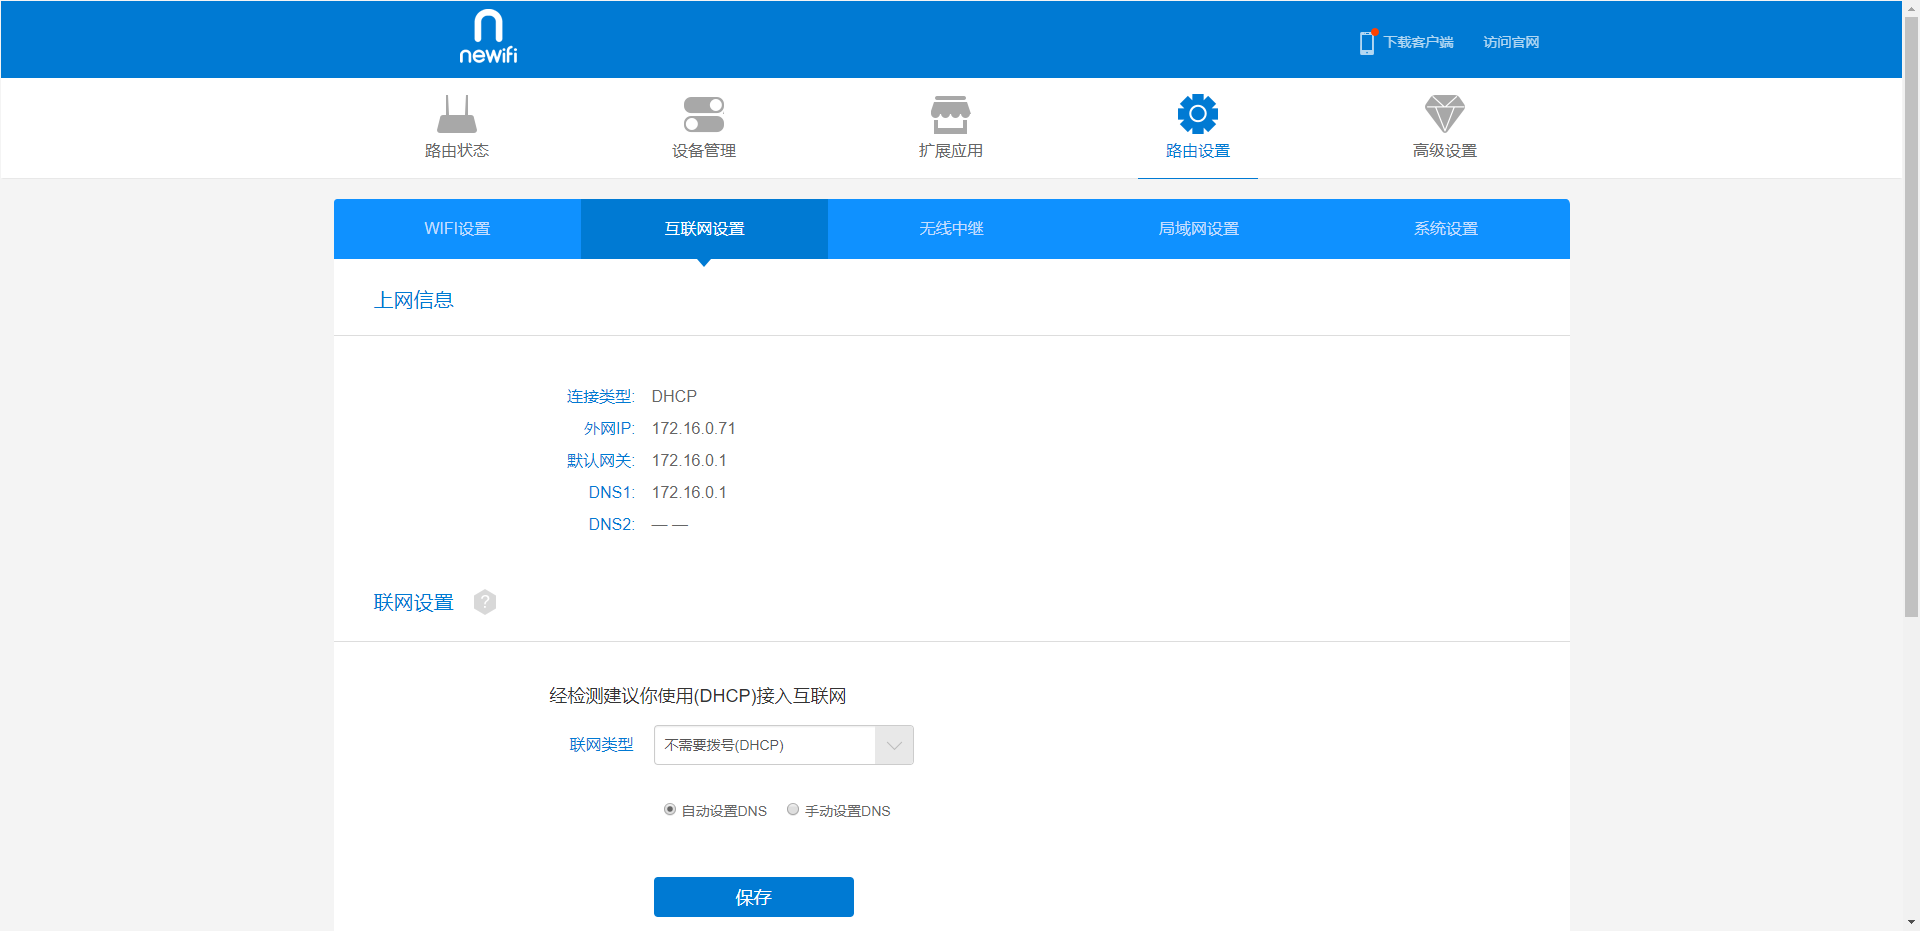 newifi
下载客户端 访问官网
路由状态 设备管理 扩展应用 路由设置 高级设置
WIFI设置 互联网设置 无线中继 局域网设置 系统设置
上网信息
连接类型: DHCP
外网IP: 172.16.0.71
默认网关: 172.16.0.1
DNS1: 172.16.0.1
DNS2: — —
联网设置 ?
经检测建议你使用(DHCP)接入互联网
联网类型 不需要拨号(DHCP)
自动设置DNS 手动设置DNS
保存